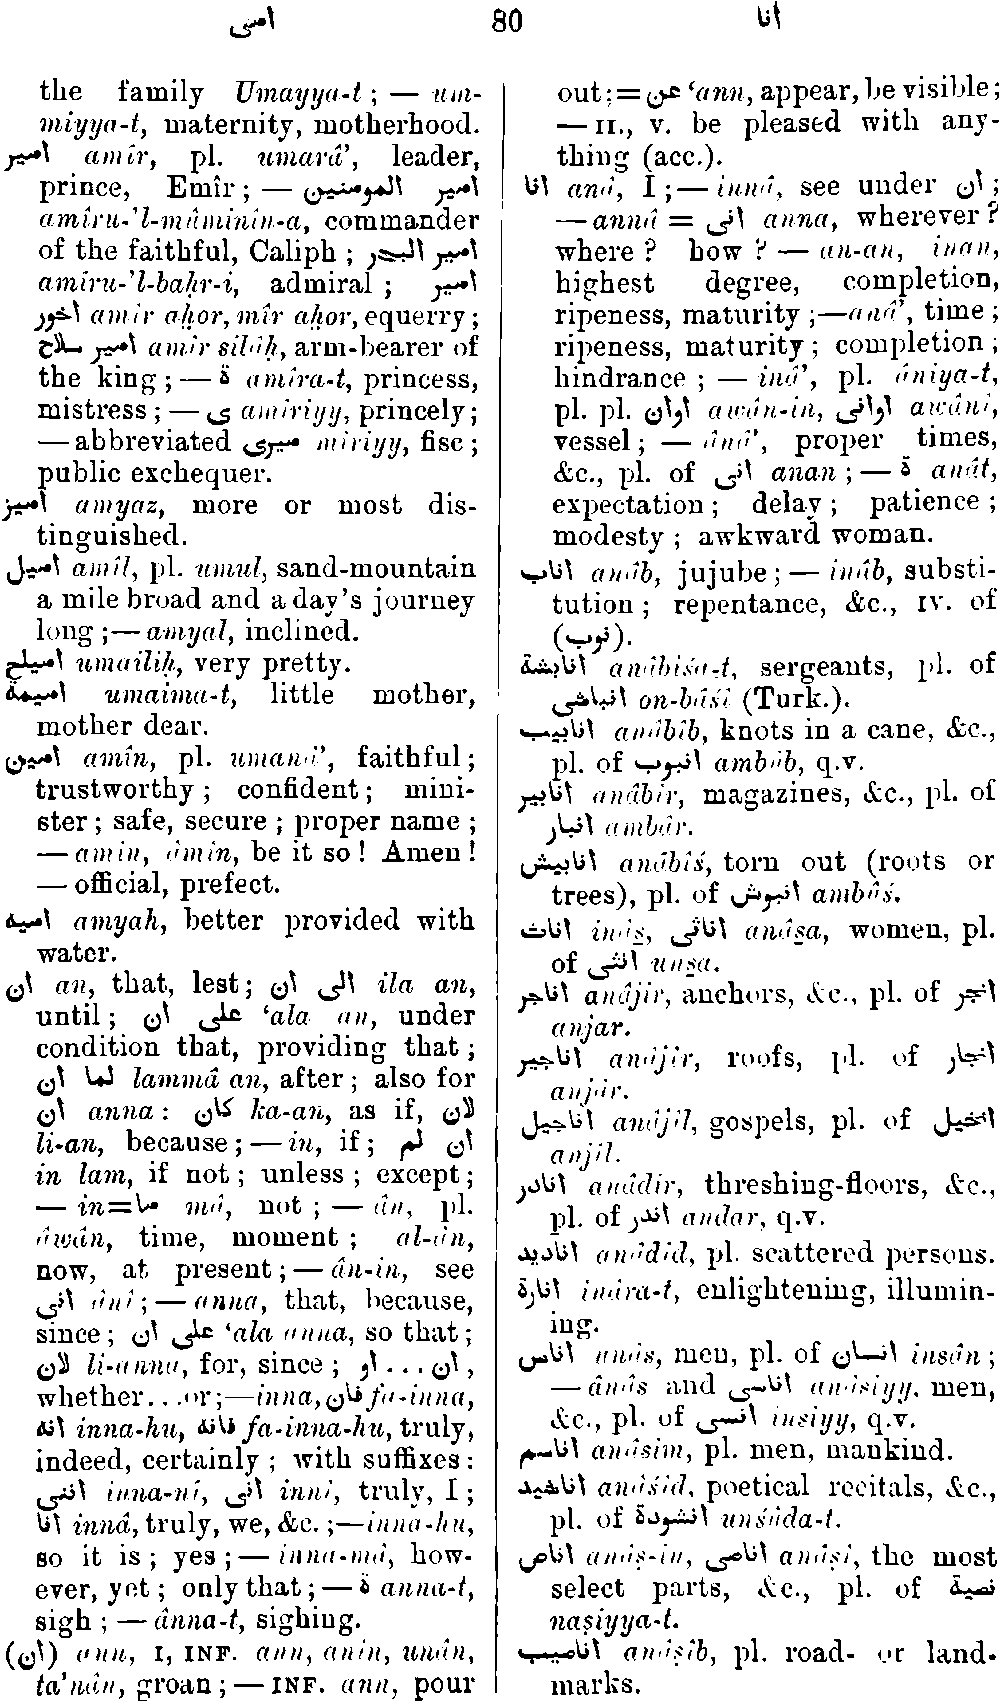 امى 80 انا
the family Umayya-t; — um-
miyya-t, maternity, motherhood.
امير amîr, pl. umarâ’, leader,
prince, Emîr; — امير المومنين
amîru-’l-mûminîn-a, commander
of the faithful, Caliph; امير البحر
amîru-’l-baḥr-i, admiral; امير
اخور amîr aḥor, mîr aḥor, equerry;
امير سلاح amîr silâḥ, arm-bearer of
the king; — ة amîra-t, princess,
mistress; — ى amîriyy, princely;
— abbreviated ميرى mîriyy, fisc;
public exchequer.
اميز amyaz, more or most dis-
tinguished.
اميل amîl, pl. umul, sand-mountain
a mile broad and a day’s journey
long; — amyal, inclined.
اميلح umailiḥ, very pretty.
اميمة umaima-t, little mother,
mother dear.
امين amîn, pl. umanâ’, faithful;
trustworthy; confident; mini-
ster; safe, secure; proper name;
— amîn, âmîn, be it so! Amen!
— official, prefect.
اميه amyah, better provided with
water.
ان an, that, lest; الى ان ila an,
until; على ان ‘ala an, under
condition that, providing that;
لما ان lammâ an, after; also for
ان anna: كان ka-an, as if, لان
li-an, because; — in, if; ان لم
in lam, if not; unless; except;
— in=ما mâ, not; — ân, pl.
âwân, time, moment; al-ân,
now, at present; — ân-in, see
انى ânî; — anna, that, because,
since; على ان ‘ala anna, so that;
لان li-anna, for, since; ان... او,
whether...or; — inna, فان fa-inna,
انه inna-hu, فانه fa-inna-hu, truly,
indeed, certainly; with suffixes:
اننى inna-nî, انى innî, truly, I;
انا innâ, truly, we, &c.; — inna-hu,
so it is; yes; — inna-mâ, how-
ever, yet; only that; — ة anna-t,
sigh; — ânna-t, sighing.
(ان) ann, I, INF. ann, anîn, unân,
ta’nân, groan; — INF. ann, pour
out; = عن ‘ann, appear, be visible;
— II., v. be pleased with any-
thing (acc.).
انا anâ, I; — innâ, see under ان;
— annâ = انى anna, wherever?
where? how? — an-an, inan,
highest degree, completion,
ripeness, maturity; — anâ’, time;
ripeness, maturity; completion;
hindrance; — inâ’, pl. âniya-t,
pl. pl. اوان awân-in, اوانى awânî,
vessel; — ânâ’, proper times,
&c., pl. of انى anan; — ة anât,
expectation; delay; patience;
modesty; awkward woman.
اناب anâb, jujube; — inâb, substi-
tution; repentance, &c., IV. of
(نوب).
انابشة anâbiśa-t, sergeants, pl. of
انباشى on-bâśî (Turk.).
انابيب anâbîb, knots in a cane, &c.,
pl. of انبوب ambûb, q.v.
انابير anâbîr, magazines, &c., pl. of
انبار ambâr.
انابيش anâbîś, torn out (roots or
trees), pl. of انبوش ambûś.
اناث inâs̱, اناثى anâs̱a, women, pl.
of انثى uns̱a.
اناجر anâjir, anchors, &c., pl. of انجر
anjar.
اناجير anâjîr, roofs, pl. of انجار
anjâr.
اناجيل anâjîl, gospels, pl. of انجيل
anjîl.
انادر anâdir, threshing-floors, &c.,
pl. of اندر andar, q.v.
اناديد anâdîd, pl. scattered persons.
انارة inâra-t, enlightening, illumin-
ing.
اناس unâs, men, pl. of انسان insân;
— ânâs and اناسى anâsiyy, men,
&c., pl. of انسى insiyy, q.v.
اناسم anâsim, pl. men, mankind.
اناشيد anâśîd, poetical recitals, &c.,
pl. of انشودة unśûda-t.
اناص anâṣ-in, اناصى anâṣî, the most
select parts, &c., pl. of نصية
naṣiyya-t.
اناصيب anâṣîb, pl. road- or land-
marks.